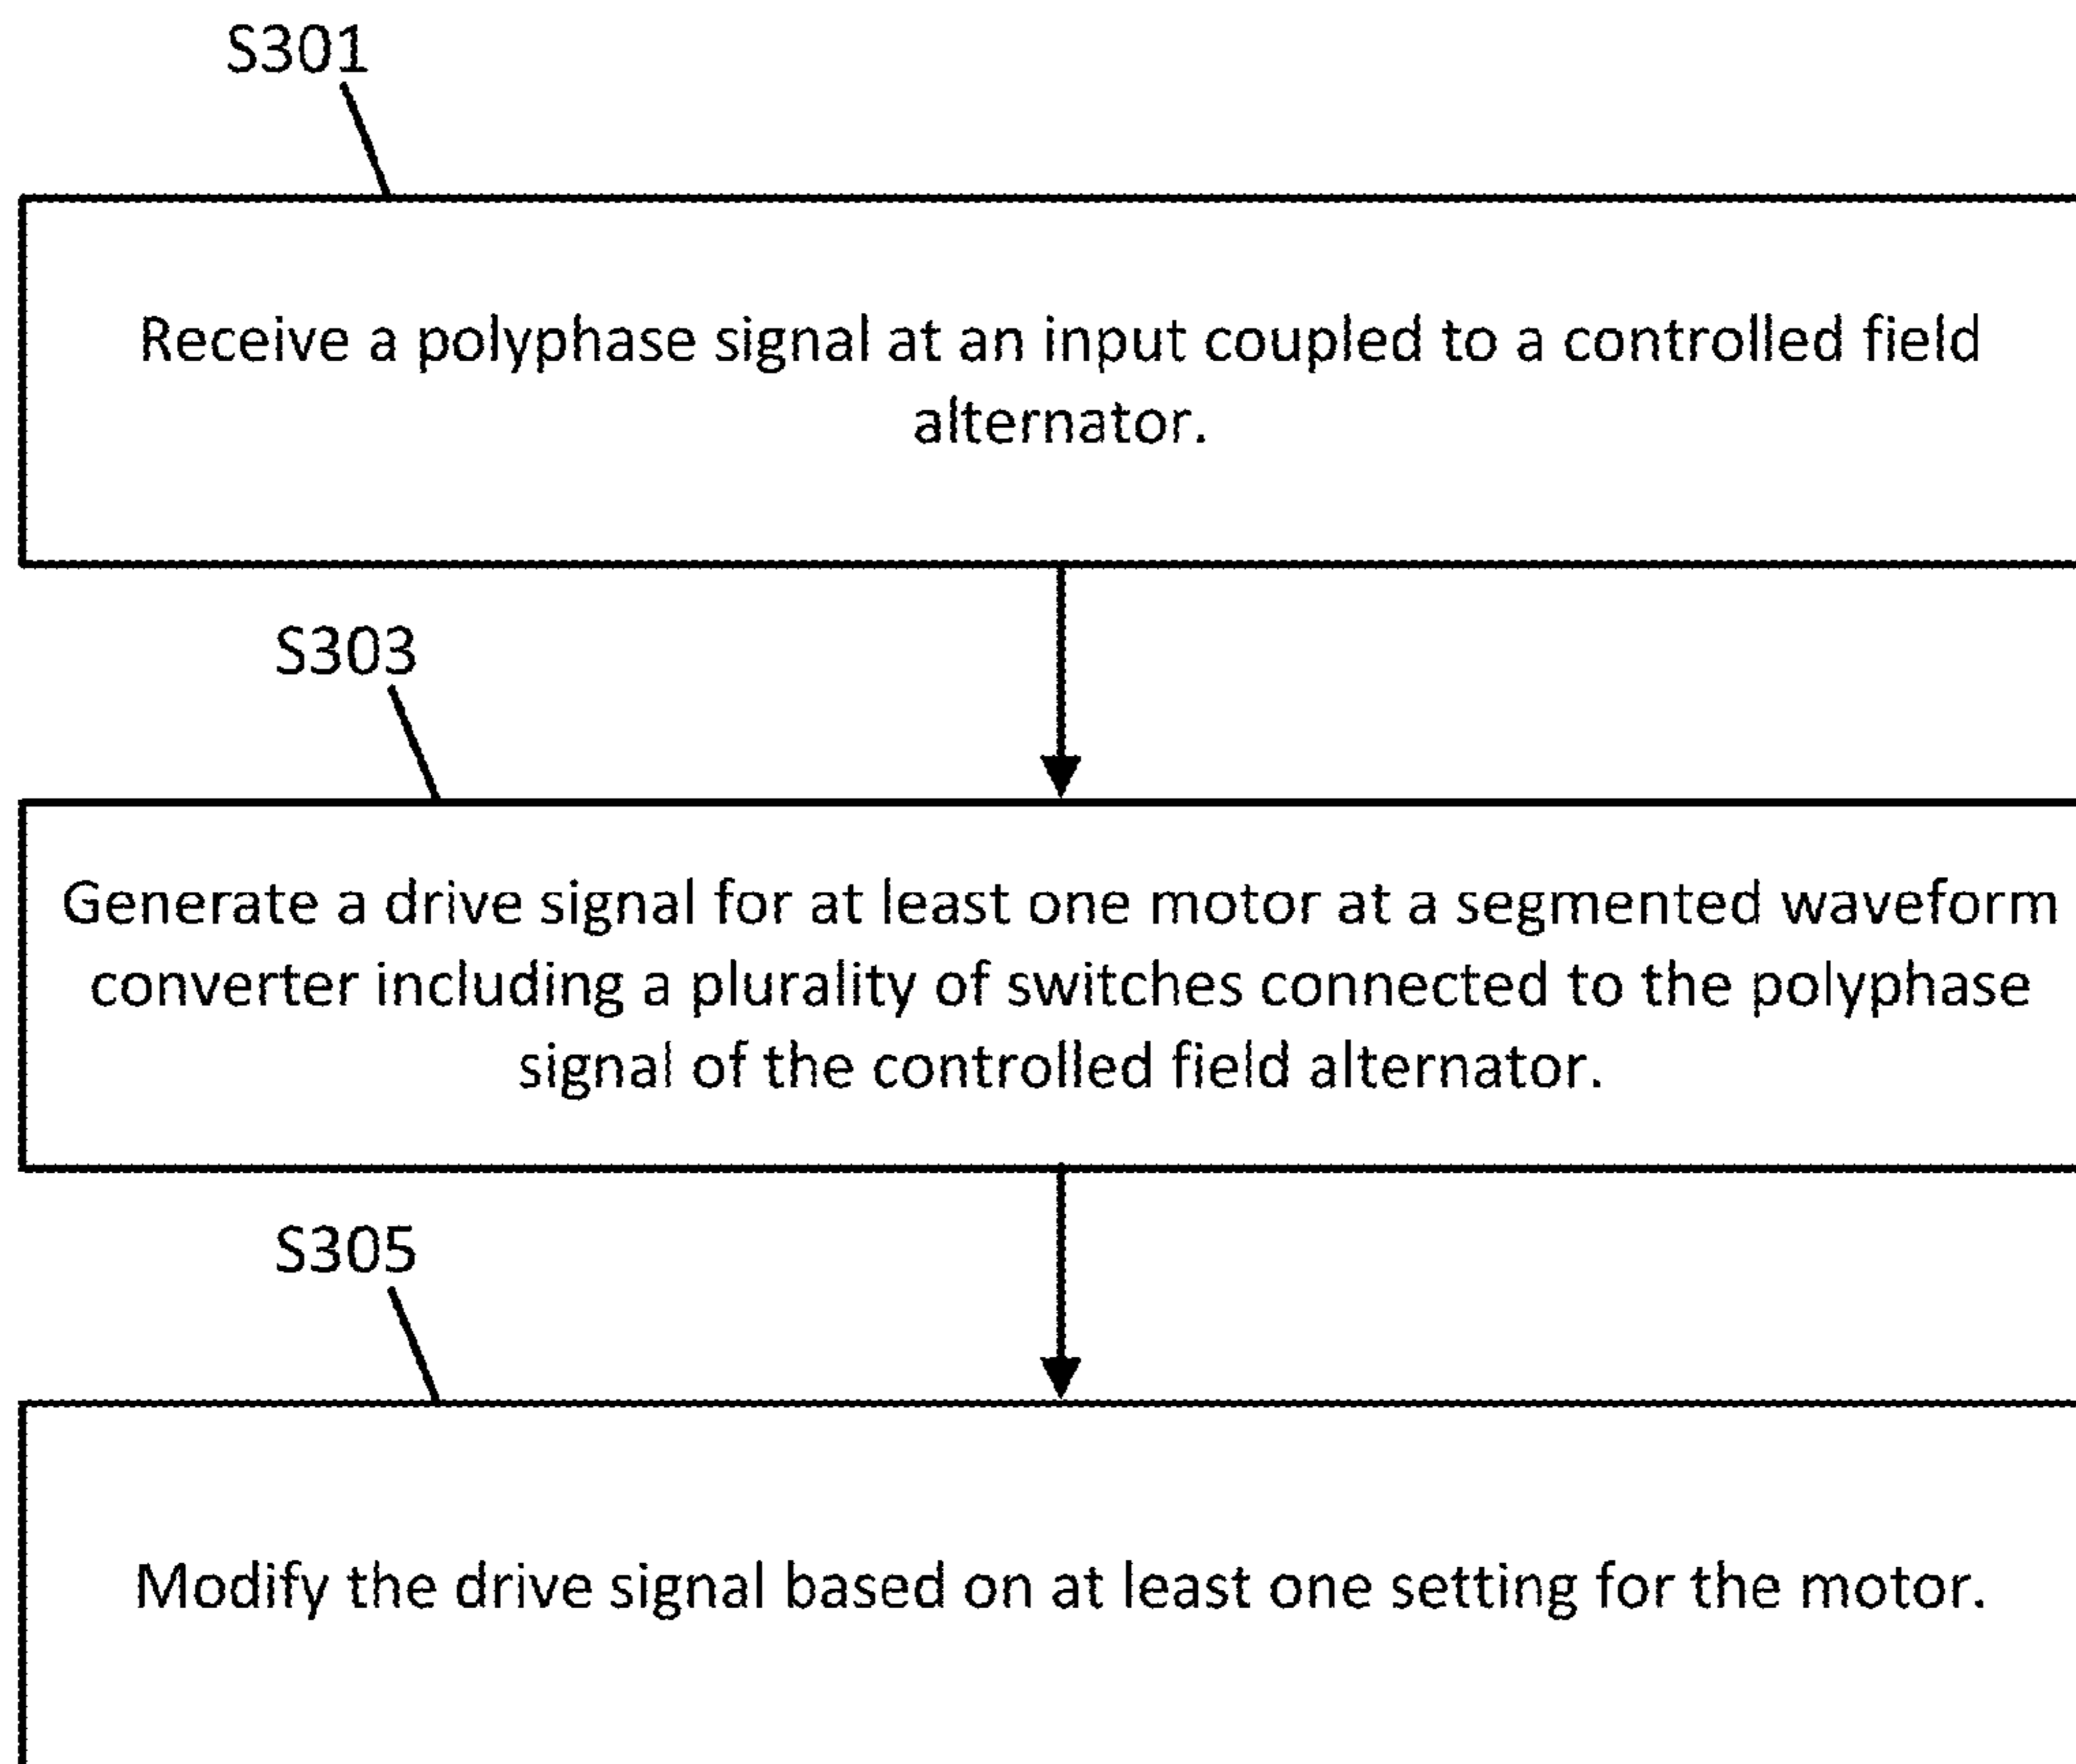 S301
Receive a polyphase signal at an input coupled to a controlled field
alternator.
S303
Generate a drive signal for at least one motor at a segmented waveform
converter including a plurality of switches connected to the polyphase
signal of the controlled field alternator.
S305
Modify the drive signal based on at least one setting for the motor.